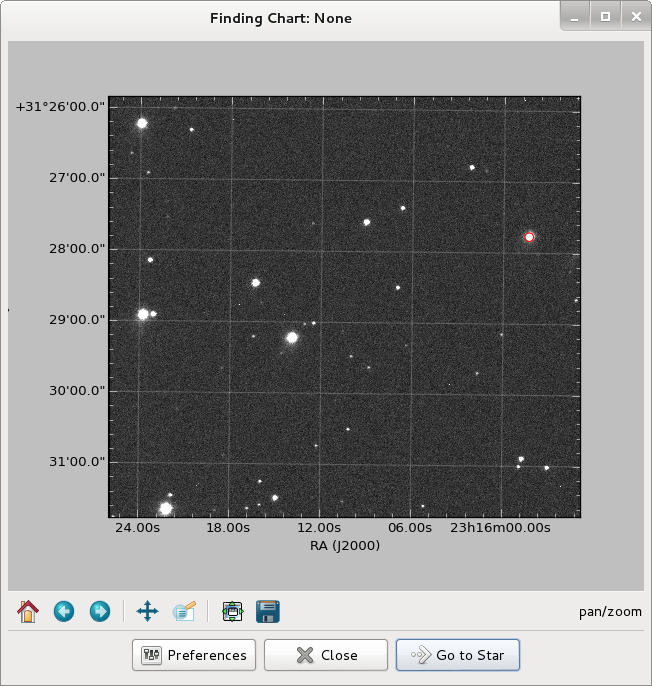 Finding Chart: None
+31°26'00.0"
27'00.0"
28'00.0"
29'00.0"
30'00.0"
31'00.0"
24.00s 18.00s 12.00s 06.00s 23h16m00.00s
RA (J2000)
pan/zoom
Preferences Close Go to Star